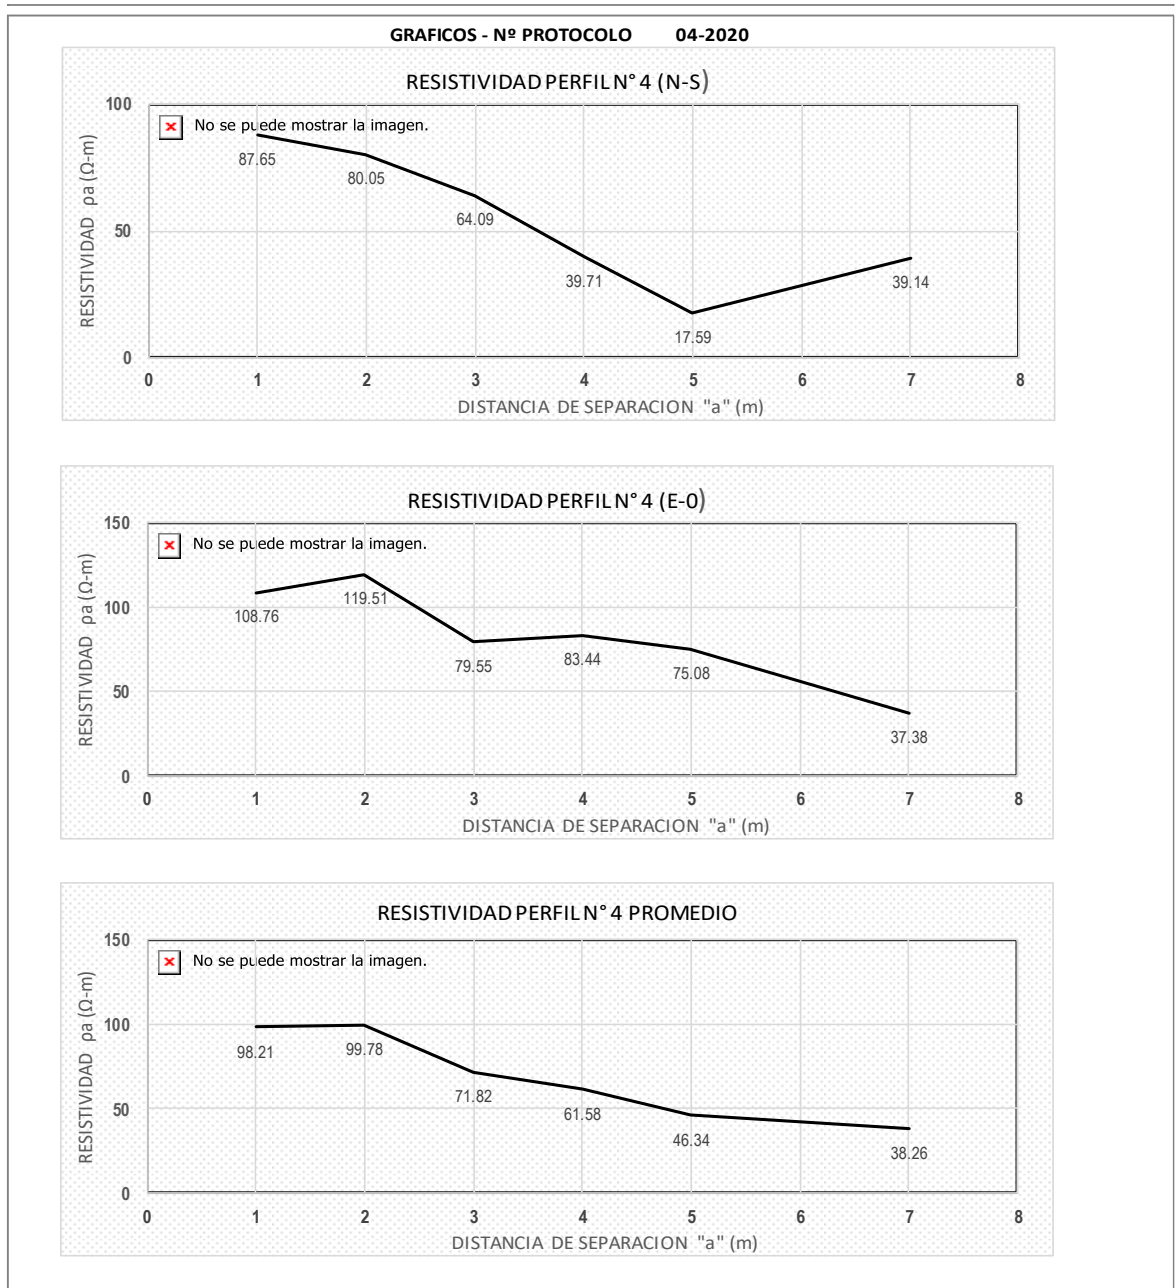 GRAFICOS - Nº PROTOCOLO 04-2020
RESISTIVIDAD PERFIL N° 4 (N-S)
RESISTIVIDAD ρa (Ω-m)
100
50
0
No se puede mostrar la imagen.
87.65
80.05
64.09
39.71
17.59
39.14
0 1 2 3 4 5 6 7 8
DISTANCIA DE SEPARACION "a" (m)
RESISTIVIDAD PERFIL N° 4 (E-0)
RESISTIVIDAD ρa (Ω-m)
150
100
50
0
No se puede mostrar la imagen.
108.76
119.51
79.55
83.44
75.08
37.38
0 1 2 3 4 5 6 7 8
DISTANCIA DE SEPARACION "a" (m)
RESISTIVIDAD PERFIL N° 4 PROMEDIO
RESISTIVIDAD ρa (Ω-m)
150
100
50
0
No se puede mostrar la imagen.
98.21
99.78
71.82
61.58
46.34
38.26
0 1 2 3 4 5 6 7 8
DISTANCIA DE SEPARACION "a" (m)